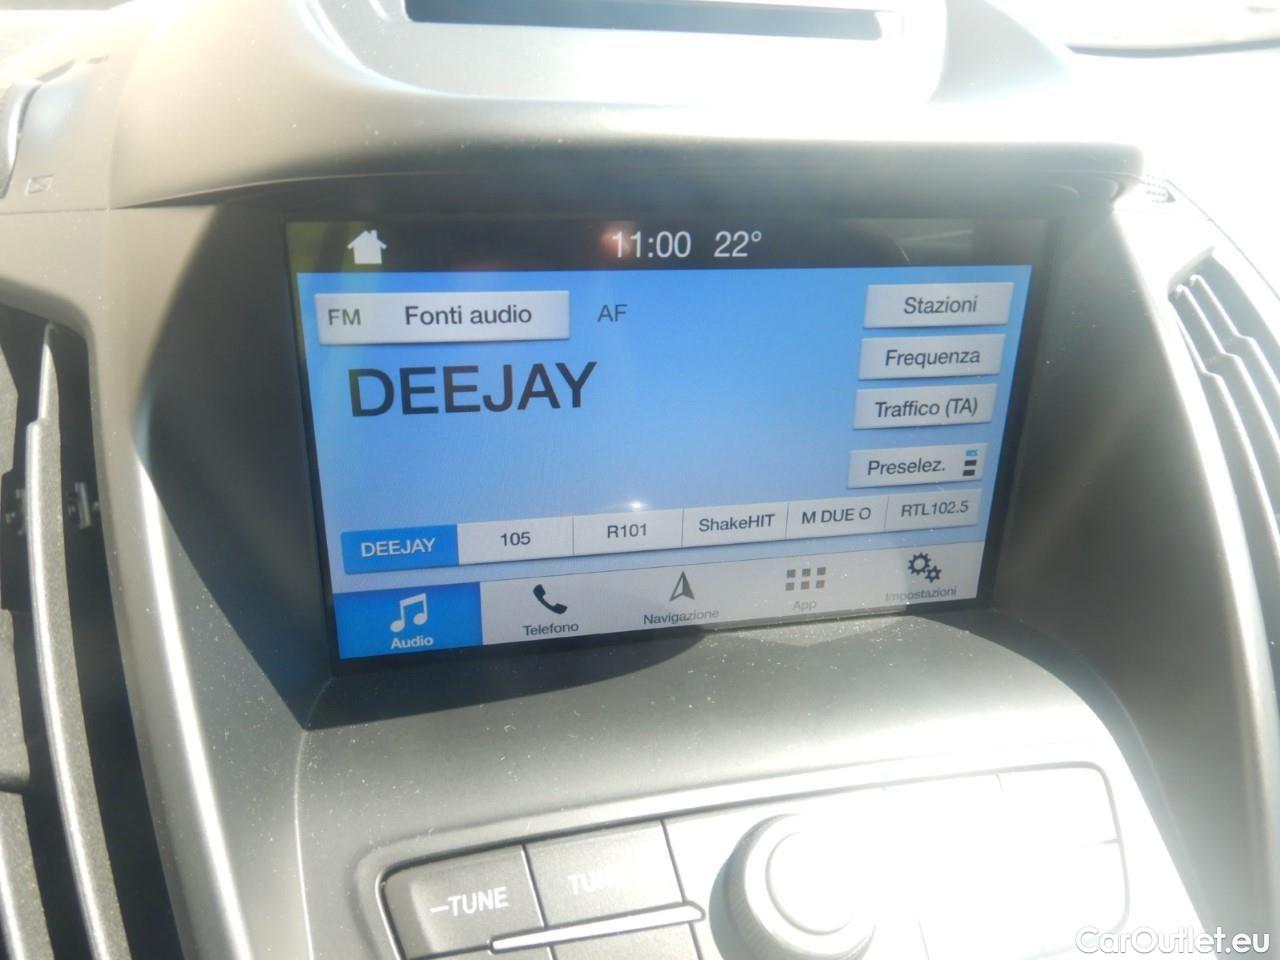 11:00 22°
FM Fonti audio AF
Stazioni
DEEJAY
Frequenza
Traffico (TA)
Preselez.
DEEJAY 105 R101 ShakeHIT M DUE O RTL102.5
Audio Telefono Navigazione App Impostazioni
–TUNE
CarOutlet.eu